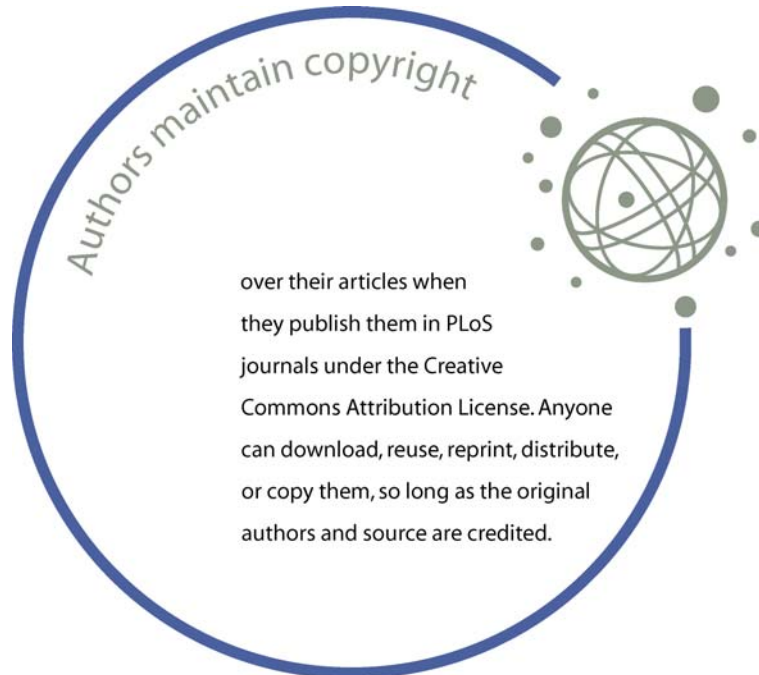 Authors maintain copyright
over their articles when
they publish them in PLoS
journals under the Creative
Commons Attribution License. Anyone
can download, reuse, reprint, distribute,
or copy them, so long as the original
authors and source are credited.